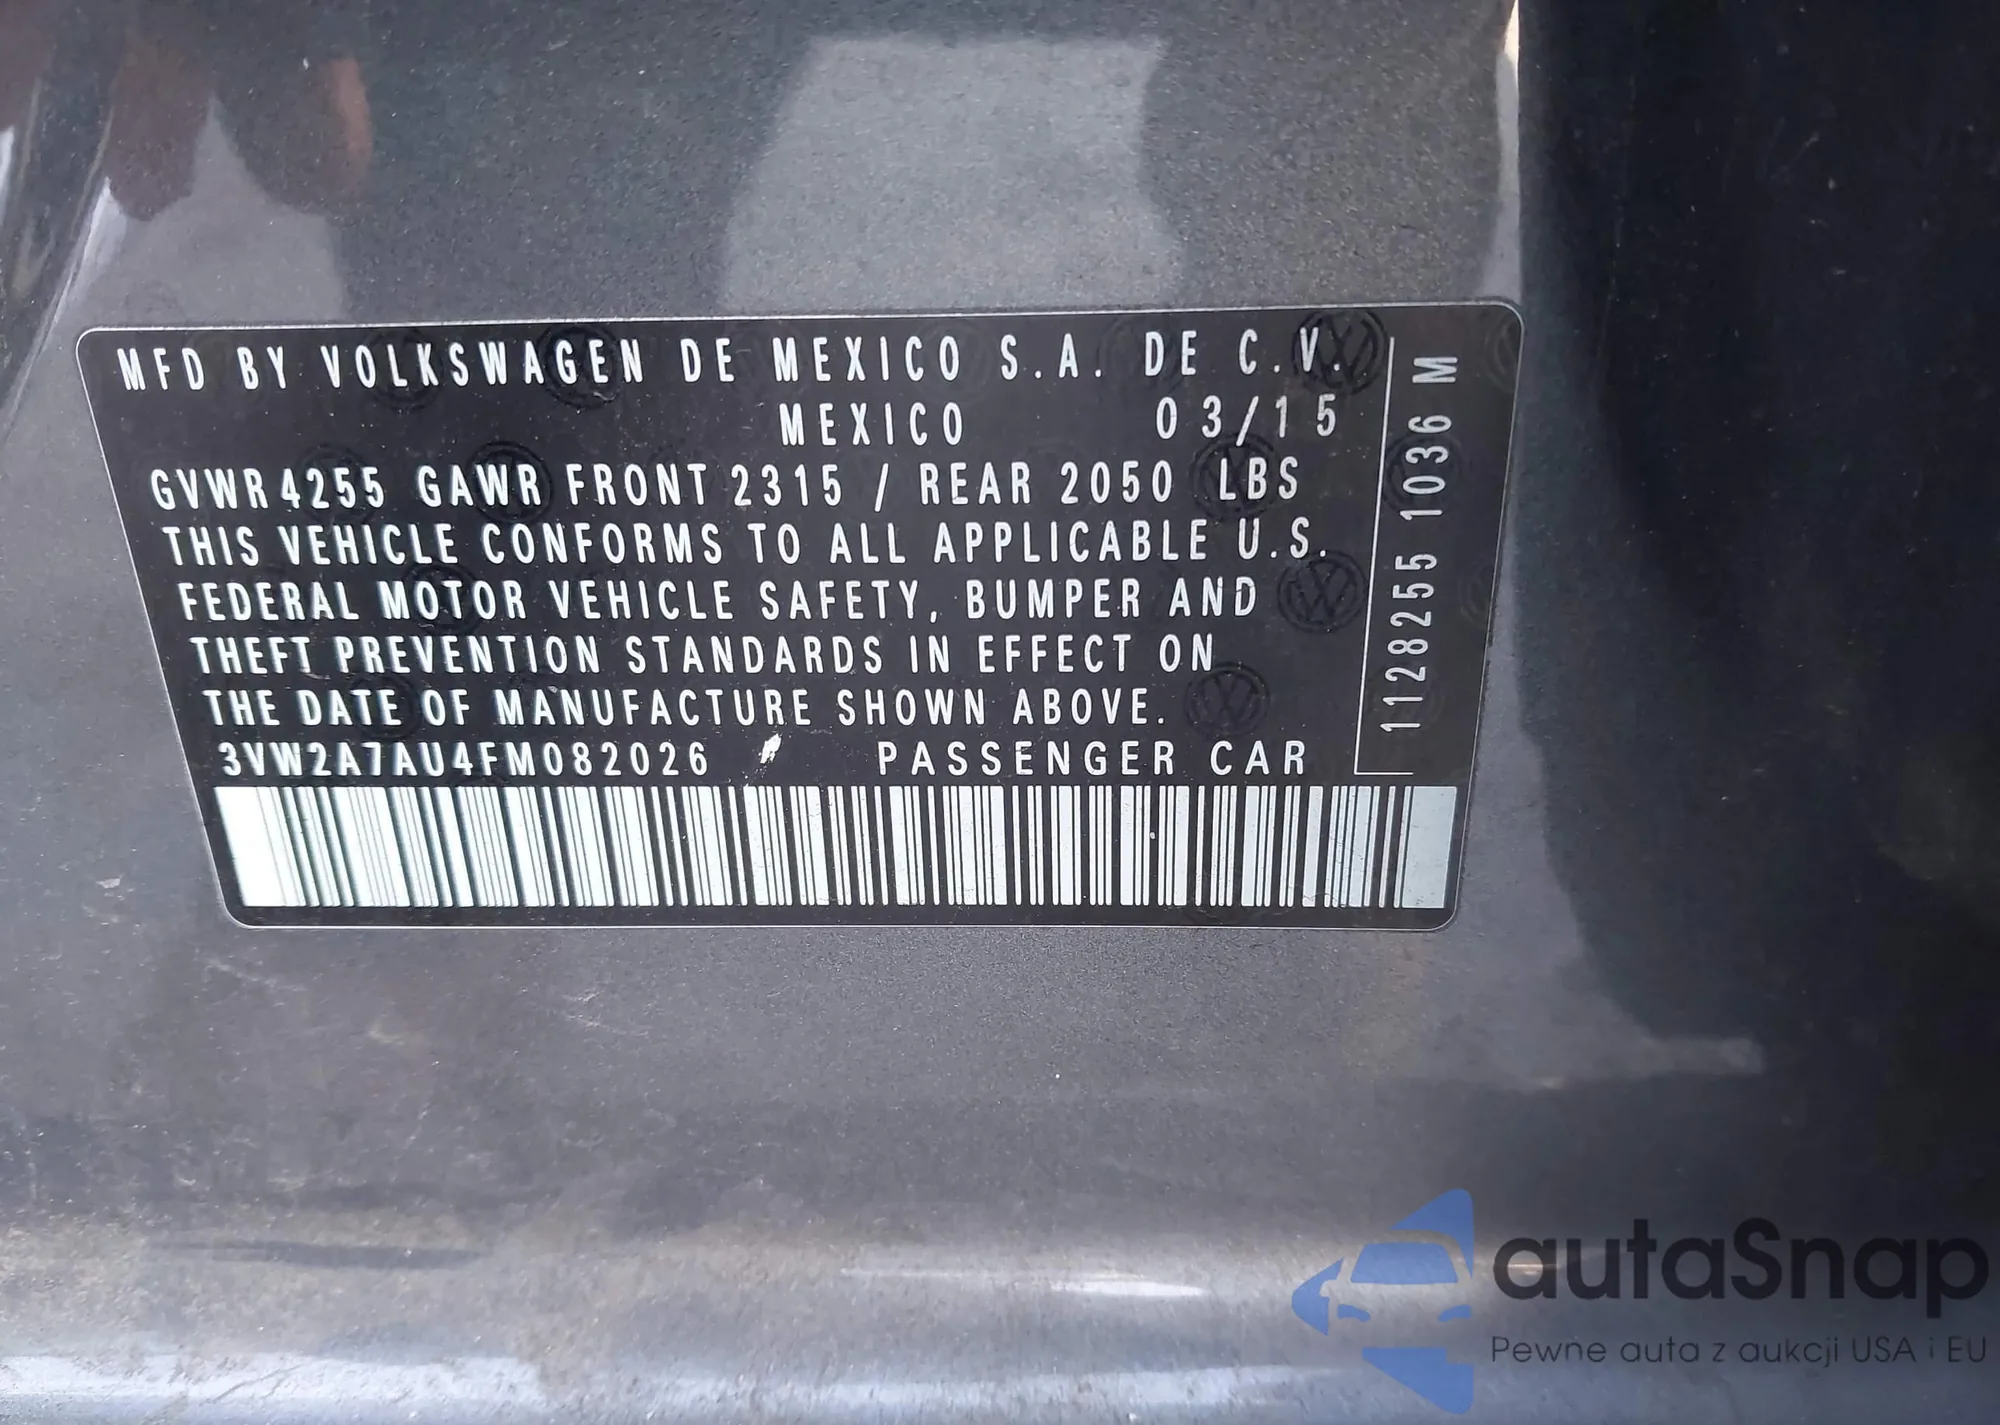 MFD BY VOLKSWAGEN DE MEXICO S.A. DE C.V.
MEXICO 03/15
GVWR 4255 GAWR FRONT 2315 / REAR 2050 LBS
THIS VEHICLE CONFORMS TO ALL APPLICABLE U.S.
FEDERAL MOTOR VEHICLE SAFETY, BUMPER AND
THEFT PREVENTION STANDARDS IN EFFECT ON
THE DATE OF MANUFACTURE SHOWN ABOVE.
3VW2A7AU4FM082026 PASSENGER CAR
1128255 1036 M
autaSnap
Pewne auta z aukcji USA i EU